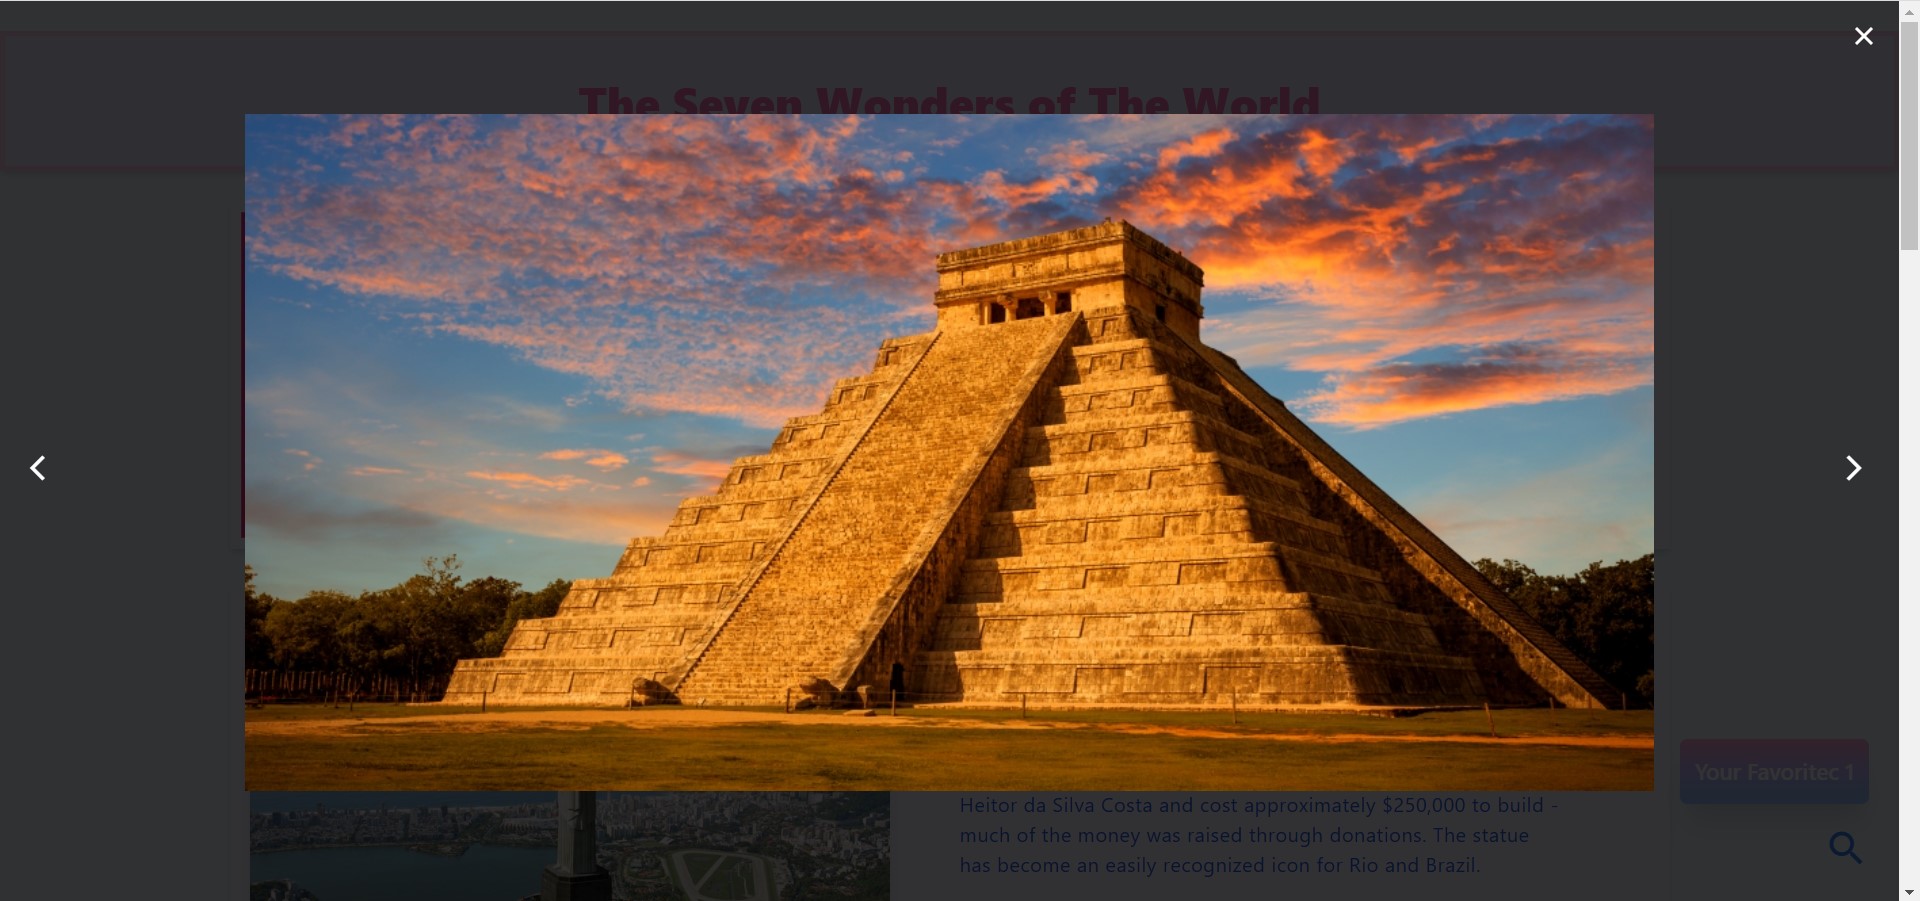 The Seven Wonders of The World
Heitor da Silva Costa and cost approximately $250,000 to build -
much of the money was raised through donations. The statue
has become an easily recognized icon for Rio and Brazil.
Your Favoritec 1